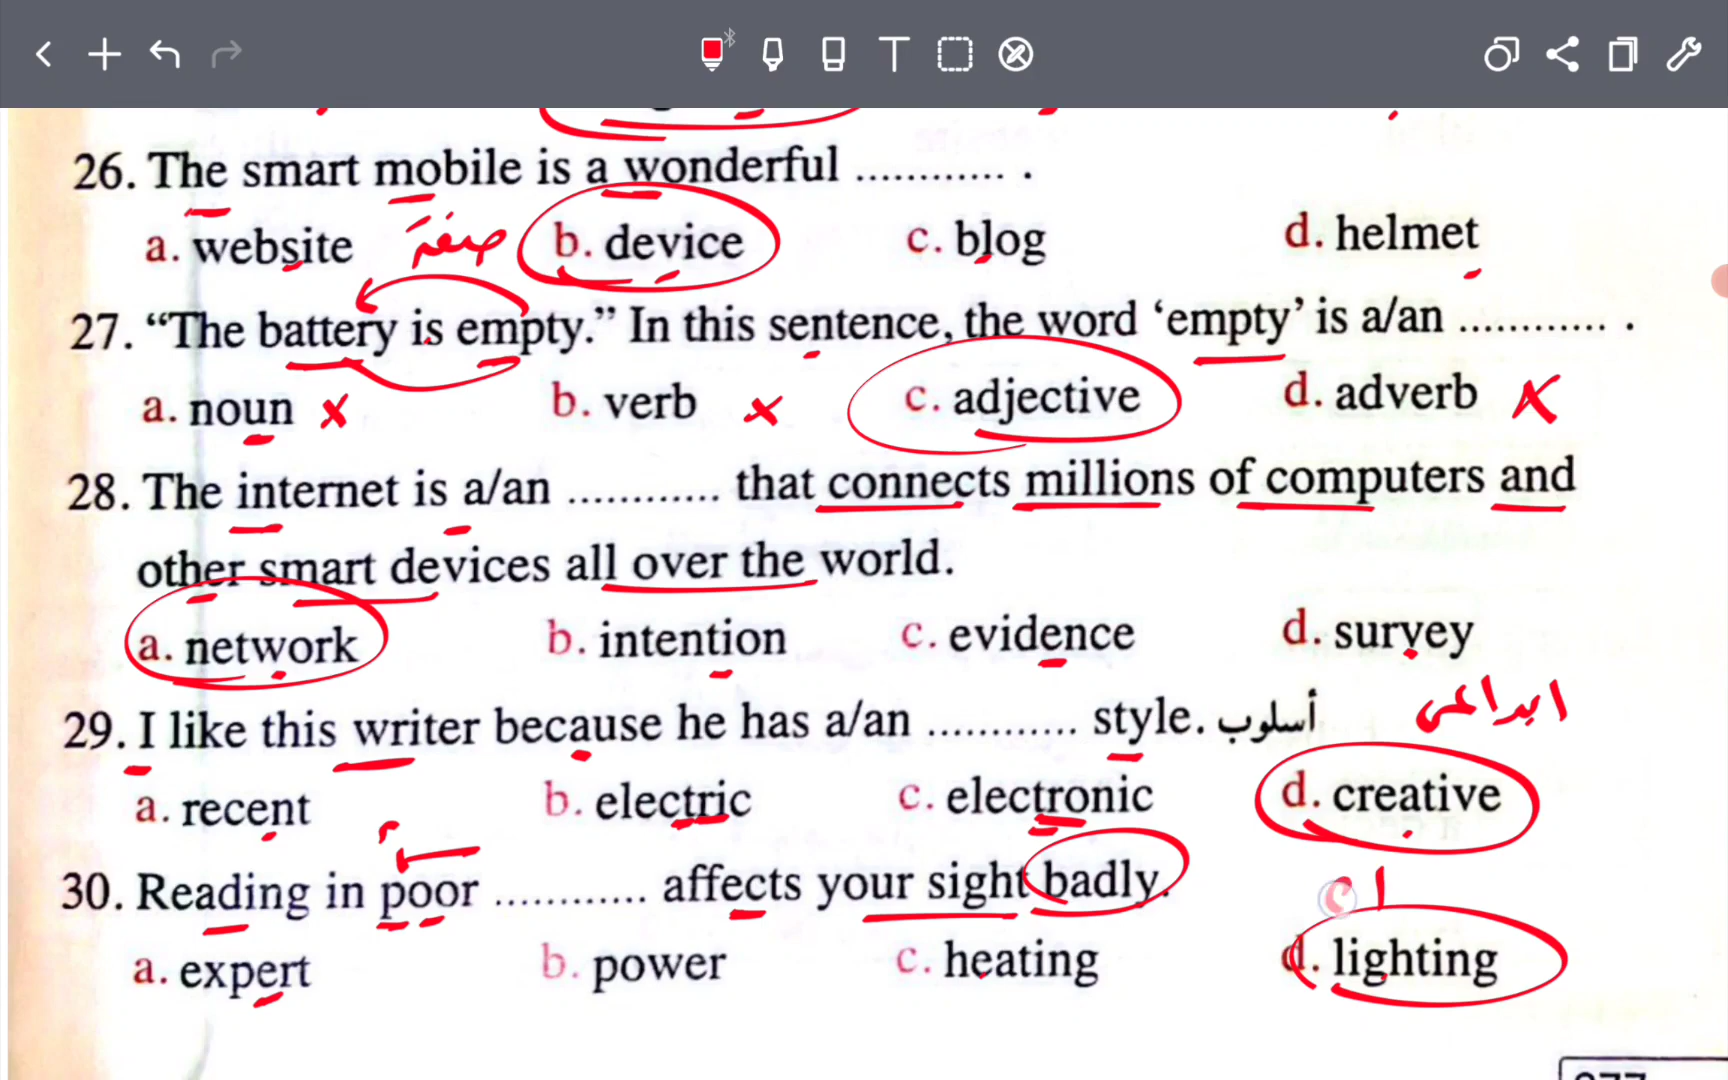 26. The smart mobile is a wonderful ............ .
a. website صفة b. device c. blog d. helmet
27. “The battery is empty.” In this sentence, the word ‘empty’ is a/an ............ .
a. noun b. verb c. adjective d. adverb
28. The internet is a/an ............ that connects millions of computers and
other smart devices all over the world.
a. network b. intention c. evidence d. survey
29. I like this writer because he has a/an ............ style. أسلوب
a. recent b. electric c. electronic d. creative
30. Reading in poor ............ affects your sight badly.
a. expert b. power c. heating d. lighting